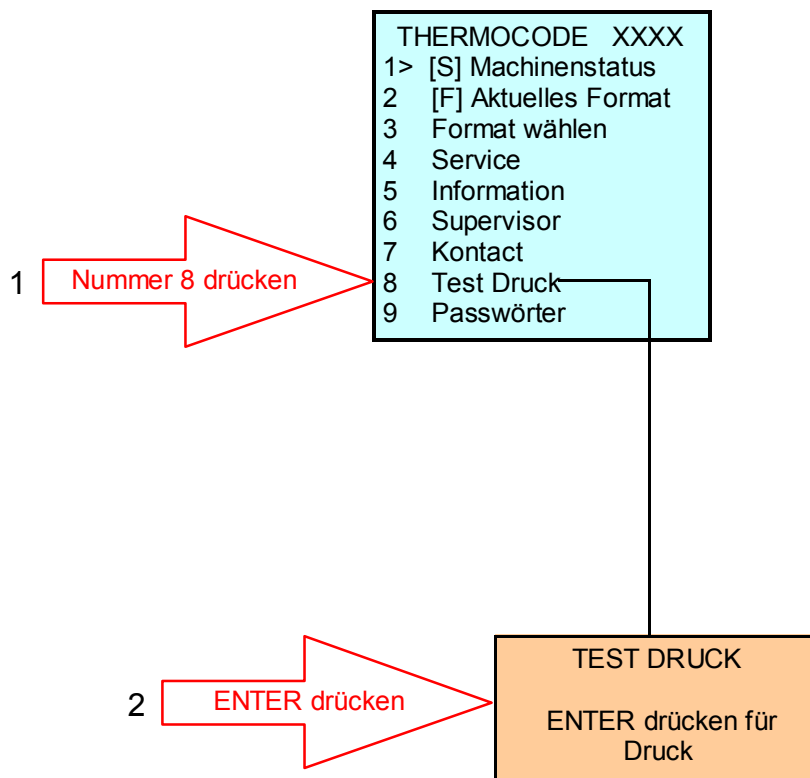 THERMOCODE XXXX
1> [S] Machinenstatus
2 [F] Aktuelles Format
3 Format wählen
4 Service
5 Information
6 Supervisor
7 Kontact
8 Test Druck
9 Passwörter
1 Nummer 8 drücken
2 ENTER drücken
TEST DRUCK
ENTER drücken für
Druck